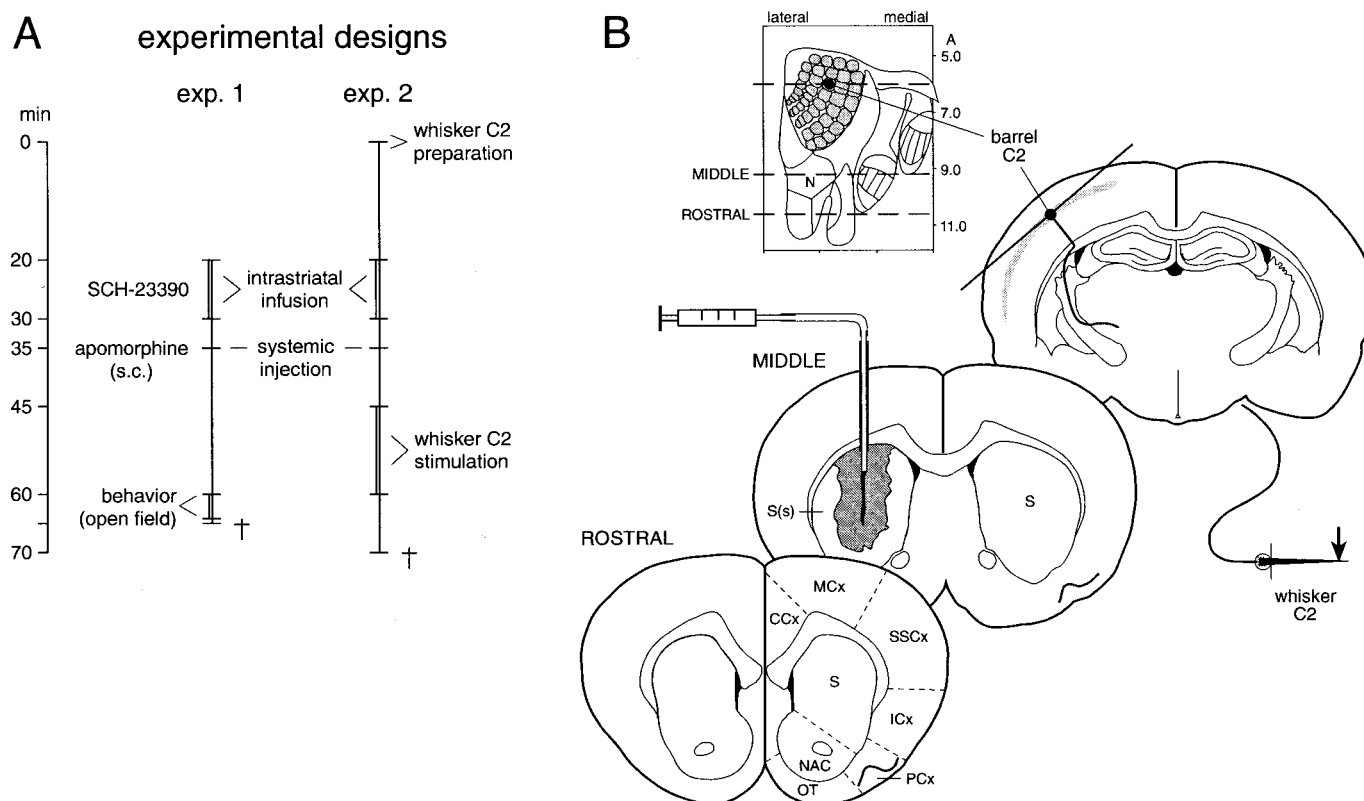 A
experimental designs
exp. 1
exp. 2
min
0
20
30
35
45
60
70
whisker C2
preparation
SCH-23390
intrastriatal
infusion
apomorphine
(s.c.)
systemic
injection
whisker C2
stimulation
behavior
(open field)
†
†
B
lateral
medial
A
5.0
7.0
9.0
11.0
MIDDLE
ROSTRAL
N
barrel
C2
MIDDLE
S(s)
S
whisker
C2
ROSTRAL
MCx
CCx
SSCx
S
ICx
NAC
OT
PCx